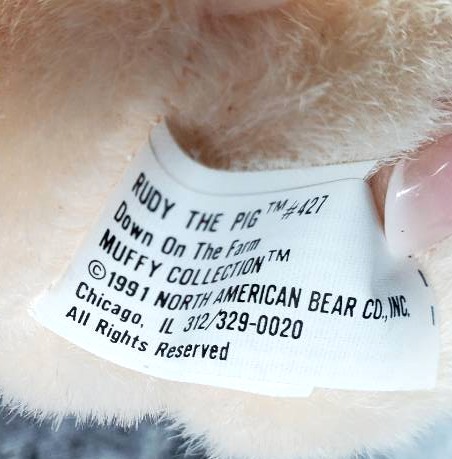 RUDY THE PIG™#427
Down On The Farm
MUFFY COLLECTION™
©1991 NORTH AMERICAN BEAR CO., INC.
Chicago, IL 312/329-0020
All Rights Reserved